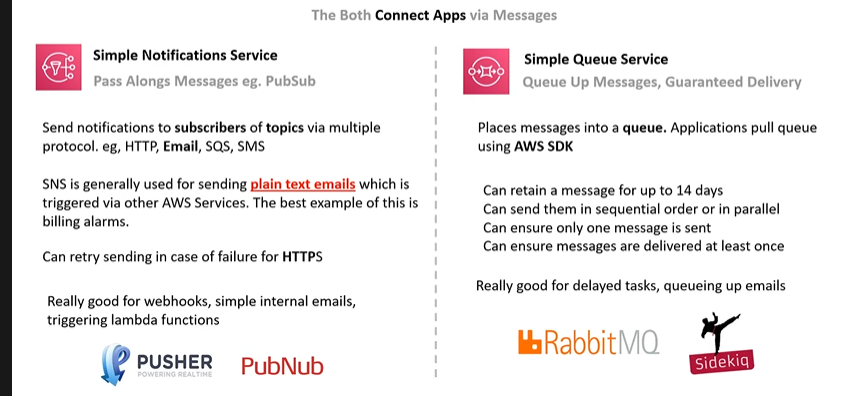 The Both Connect Apps via Messages
Simple Notifications Service
Pass Alongs Messages eg. PubSub
Send notifications to subscribers of topics via multiple
protocol. eg, HTTP, Email, SQS, SMS
SNS is generally used for sending plain text emails which is
triggered via other AWS Services. The best example of this is
billing alarms.
Can retry sending in case of failure for HTTPS
Really good for webhooks, simple internal emails,
triggering lambda functions
PUSHER
POWERING REALTIME
PubNub
Simple Queue Service
Queue Up Messages, Guaranteed Delivery
Places messages into a queue. Applications pull queue
using AWS SDK
Can retain a message for up to 14 days
Can send them in sequential order or in parallel
Can ensure only one message is sent
Can ensure messages are delivered at least once
Really good for delayed tasks, queueing up emails
RabbitMQ
Sidekiq